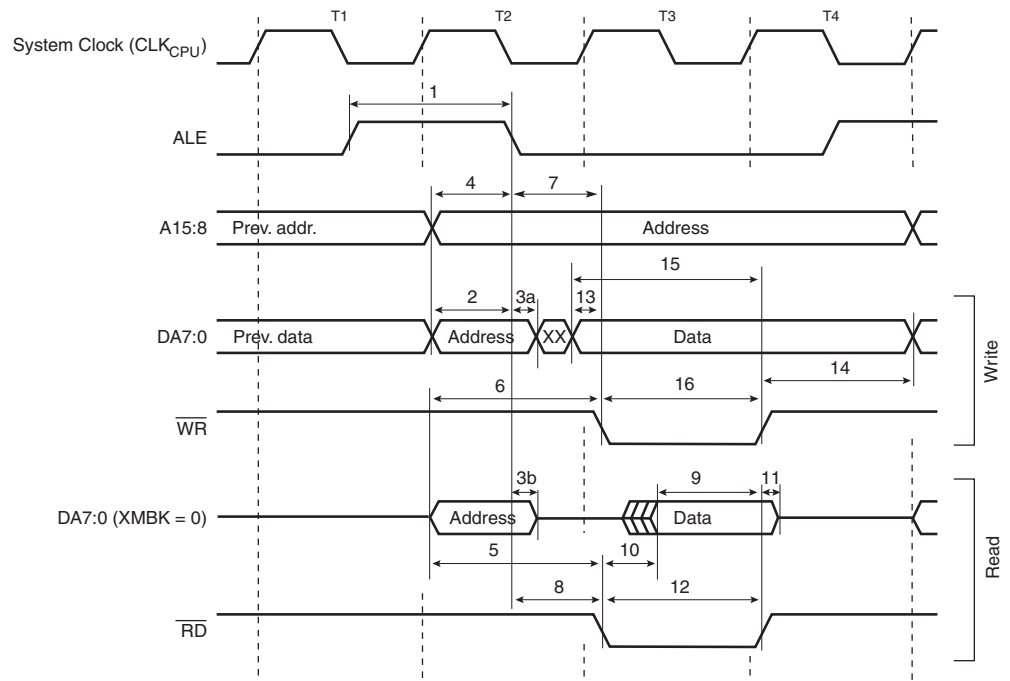 T1 T2 T3 T4
System Clock (CLKCPU)
1
ALE
4 7
A15:8 Prev. addr. Address
15
2 3a 13
DA7:0 Prev. data Address XX Data
14
6 16
WR
Write
3b 9 11
DA7:0 (XMBK = 0) Address Data
5 10
8 12
RD
Read